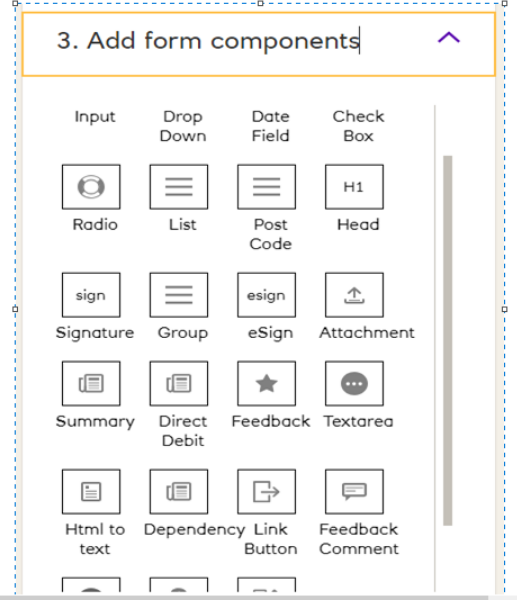 3. Add form components
Input Drop Down Date Field Check Box
H1
Radio List Post Code Head
sign esign
Signature Group eSign Attachment
Summary Direct Debit Feedback Textarea
Html to text Dependency Link Button Feedback Comment